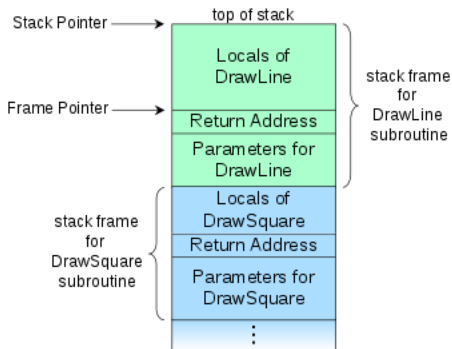 top of stack
Stack Pointer
Locals of
DrawLine
stack frame
for
DrawLine
subroutine
Frame Pointer
Return Address
Parameters for
DrawLine
Locals of
DrawSquare
stack frame
for
DrawSquare
subroutine
Return Address
Parameters for
DrawSquare
⋮